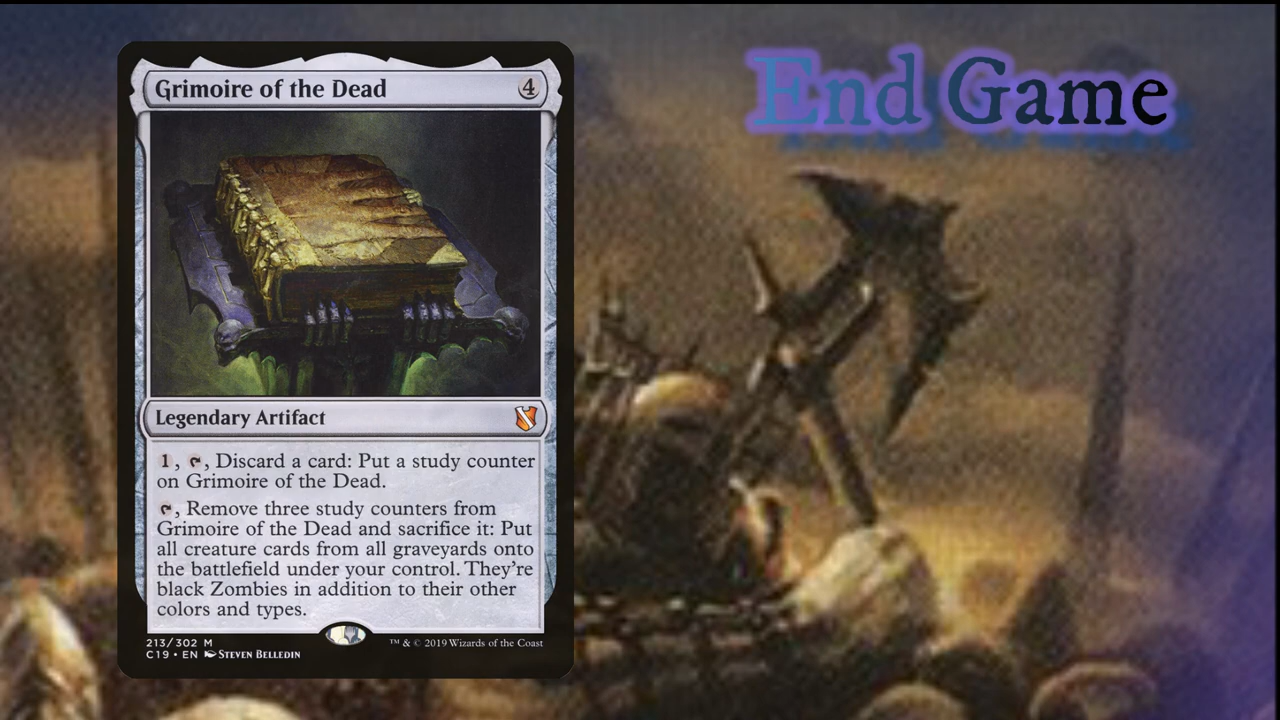 Grimoire of the Dead 4
End Game
Legendary Artifact
1, , Discard a card: Put a study counter
on Grimoire of the Dead.
, Remove three study counters from
Grimoire of the Dead and sacrifice it: Put
all creature cards from all graveyards onto
the battlefield under your control. They're
black Zombies in addition to their other
colors and types.
213/302 M
C19 • EN STEVEN BELLEDIN
™ & © 2019 Wizards of the Coast